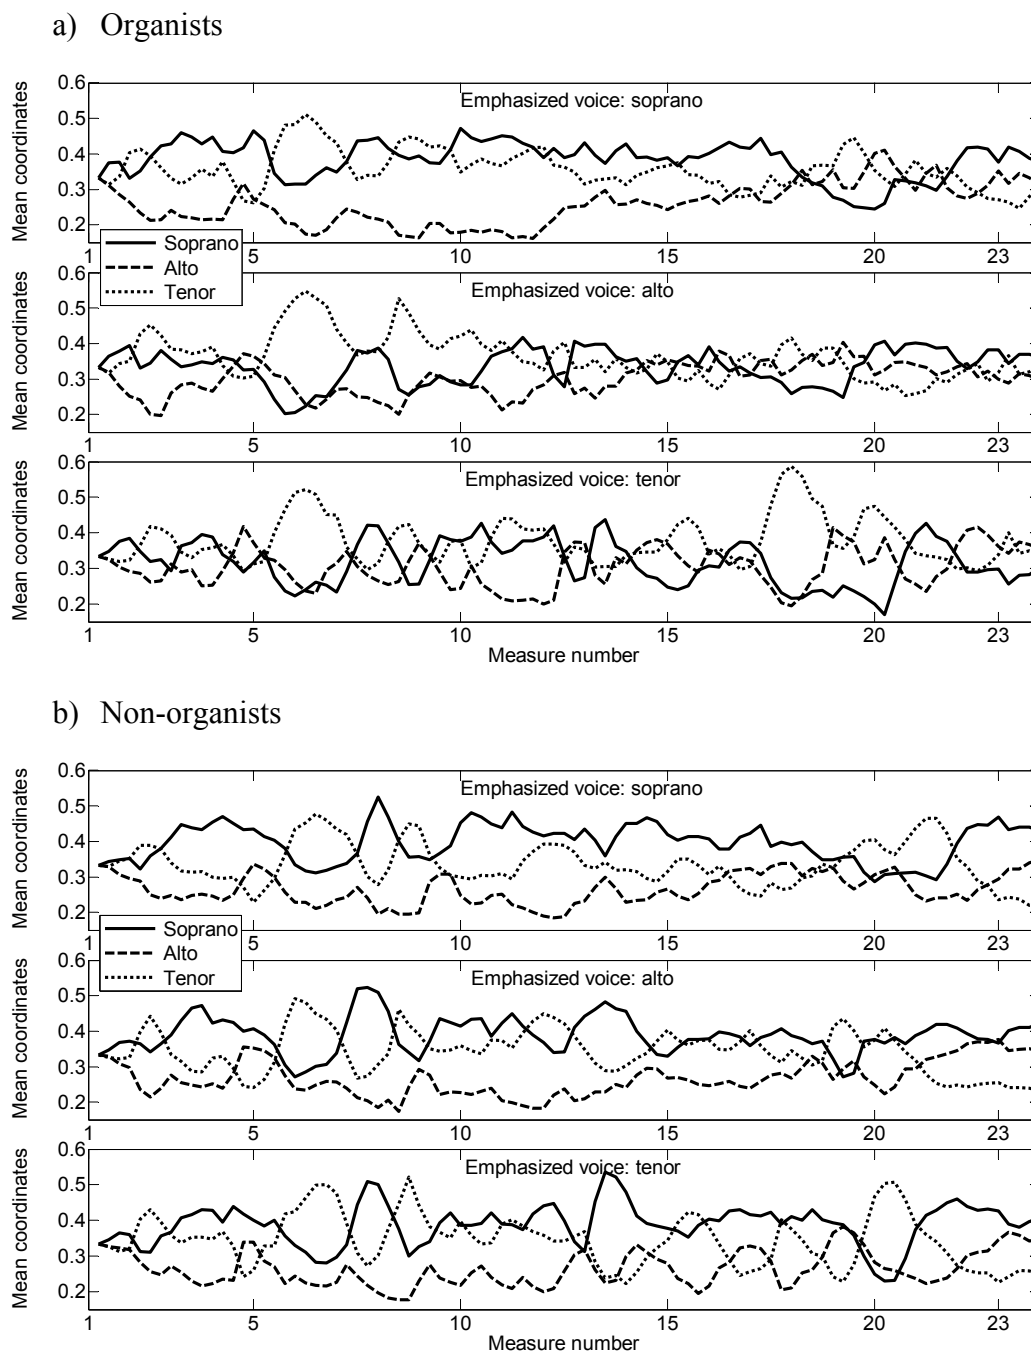 a) Organists
Mean coordinates
0.6
0.5
0.4
0.3
0.2
Emphasized voice: soprano
1 5 10 15 20 23
Soprano
Alto
Tenor
Mean coordinates
0.6
0.5
0.4
0.3
0.2
Emphasized voice: alto
1 5 10 15 20 23
Mean coordinates
0.6
0.5
0.4
0.3
0.2
Emphasized voice: tenor
1 5 10 15 20 23
Measure number
b) Non-organists
Mean coordinates
0.6
0.5
0.4
0.3
0.2
Emphasized voice: soprano
1 5 10 15 20 23
Soprano
Alto
Tenor
Mean coordinates
0.6
0.5
0.4
0.3
0.2
Emphasized voice: alto
1 5 10 15 20 23
Mean coordinates
0.6
0.5
0.4
0.3
0.2
Emphasized voice: tenor
1 5 10 15 20 23
Measure number